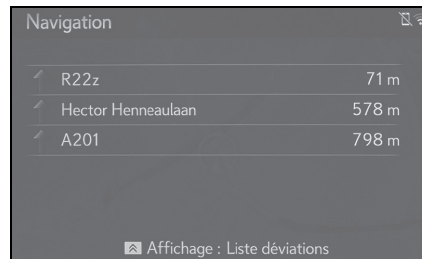 Navigation
R22z 71 m
Hector Henneaulaan 578 m
A201 798 m
Affichage : Liste déviations